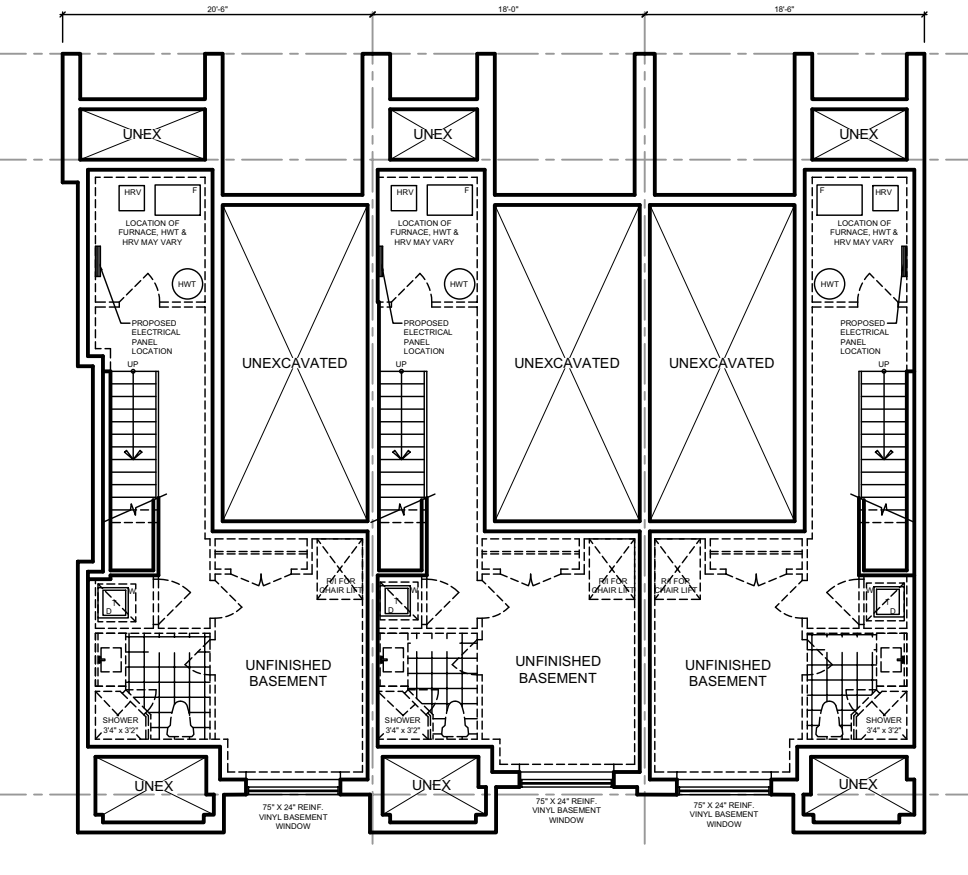 20'-6"
18'-0"
18'-6"
UNEX
UNEX
UNEX
HRV
F
HRV
F
F
HRV
LOCATION OF
FURNACE, HWT &
HRV MAY VARY
LOCATION OF
FURNACE, HWT &
HRV MAY VARY
LOCATION OF
FURNACE, HWT &
HRV MAY VARY
HWT
HWT
HWT
PROPOSED
ELECTRICAL
PANEL
LOCATION
PROPOSED
ELECTRICAL
PANEL
LOCATION
PROPOSED
ELECTRICAL
PANEL
LOCATION
UP
UNEXCAVATED
UP
UNEXCAVATED
UNEXCAVATED
UP
R/I FOR
CHAIR LIFT
R/I FOR
CHAIR LIFT
R/I FOR
CHAIR LIFT
W
T
D
W
T
D
W
T
D
UNFINISHED
BASEMENT
UNFINISHED
BASEMENT
UNFINISHED
BASEMENT
SHOWER
3'4" x 3'2"
SHOWER
3'4" x 3'2"
SHOWER
3'4" x 3'2"
UNEX
UNEX
UNEX
75" X 24" REINF.
VINYL BASEMENT
WINDOW
75" X 24" REINF.
VINYL BASEMENT
WINDOW
75" X 24" REINF.
VINYL BASEMENT
WINDOW